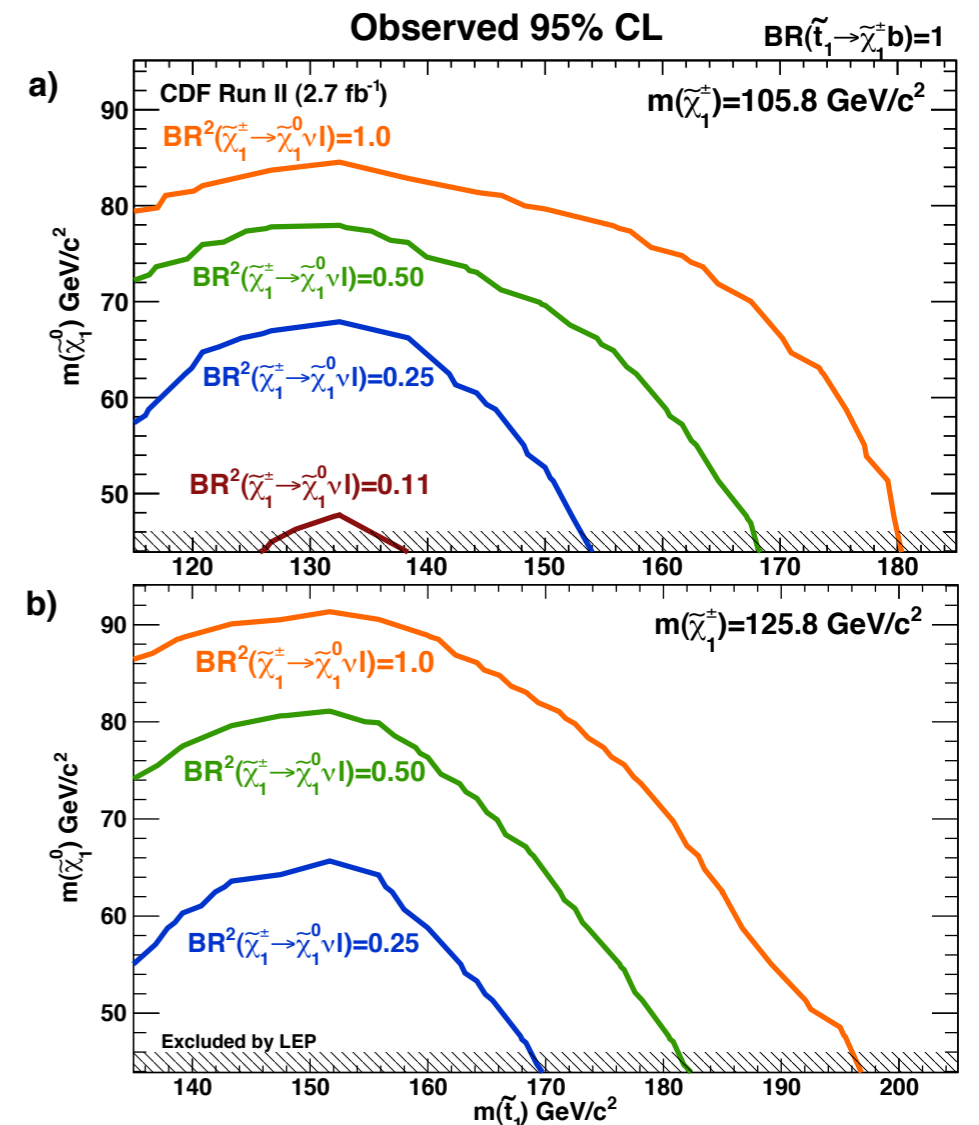 Observed 95% CL
BR(t̃₁→χ̃₁±b)=1
a)
CDF Run II (2.7 fb⁻¹)
m(χ̃₁±)=105.8 GeV/c²
BR²(χ̃₁±→χ̃₁⁰νl)=1.0
BR²(χ̃₁±→χ̃₁⁰νl)=0.50
BR²(χ̃₁±→χ̃₁⁰νl)=0.25
BR²(χ̃₁±→χ̃₁⁰νl)=0.11
m(χ̃₁⁰) GeV/c²
90
80
70
60
50
120 130 140 150 160 170 180
b)
m(χ̃₁±)=125.8 GeV/c²
BR²(χ̃₁±→χ̃₁⁰νl)=1.0
BR²(χ̃₁±→χ̃₁⁰νl)=0.50
BR²(χ̃₁±→χ̃₁⁰νl)=0.25
Excluded by LEP
m(χ̃₁⁰) GeV/c²
90
80
70
60
50
140 150 160 170 180 190 200
m(t̃₁) GeV/c²